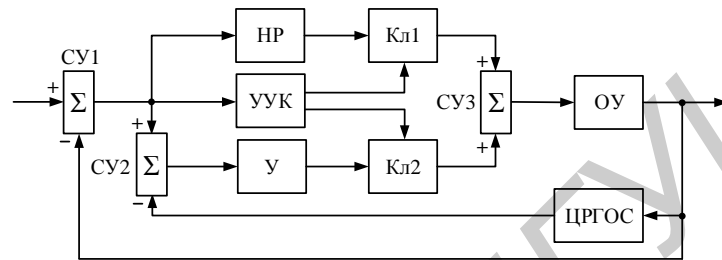 НР
Кл1
СУ1
+
+
Σ
УУК
СУ3
Σ
ОУ
−
+
+
СУ2
Σ
У
Кл2
−
ЦРГОС